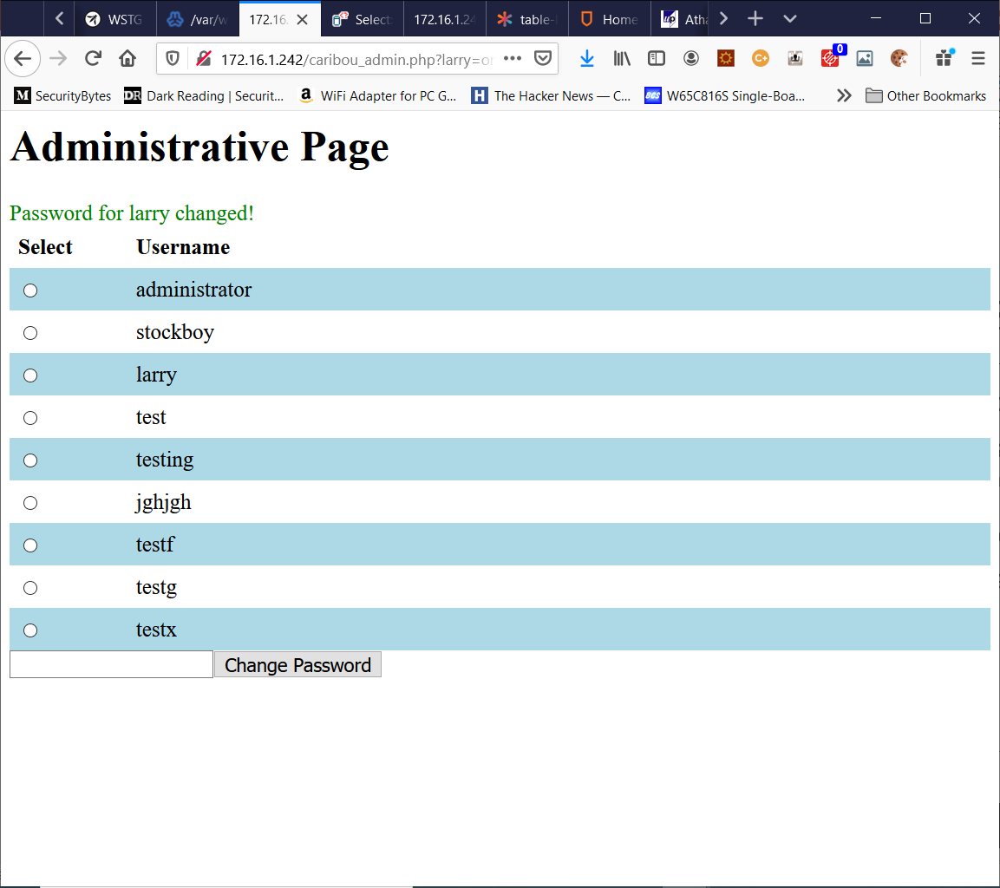 WSTG /var/w 172.16. Select 172.16.1.24 table- Home Atha
172.16.1.242/caribou_admin.php?larry=on C+ 0
M SecurityBytes DR Dark Reading | Securit... a WiFi Adapter for PC G... H The Hacker News — C... W65C816S Single-Boa... Other Bookmarks
Administrative Page
Password for larry changed!
Select Username
administrator
stockboy
larry
test
testing
jghjgh
testf
testg
testx
Change Password